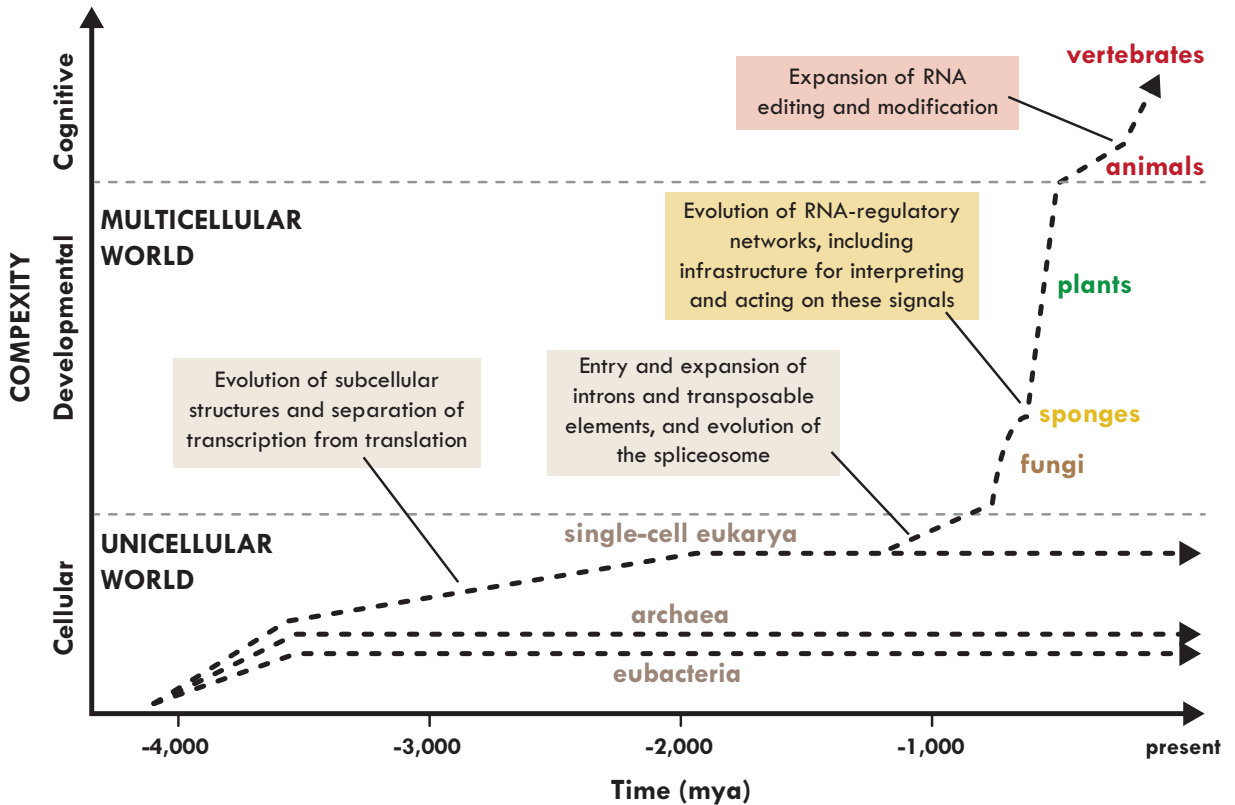 vertebrates
Expansion of RNA
editing and modification
animals
Cognitive
MULTICELLULAR
WORLD
Evolution of RNA-regulatory
networks, including
infrastructure for interpreting
and acting on these signals
plants
COMPEXITY
Developmental
Evolution of subcellular
structures and separation of
transcription from translation
Entry and expansion of
introns and transposable
elements, and evolution of
the spliceosome
sponges
fungi
UNICELLULAR
WORLD
single-cell eukarya
Cellular
archaea
eubacteria
-4,000
-3,000
-2,000
-1,000
present
Time (mya)